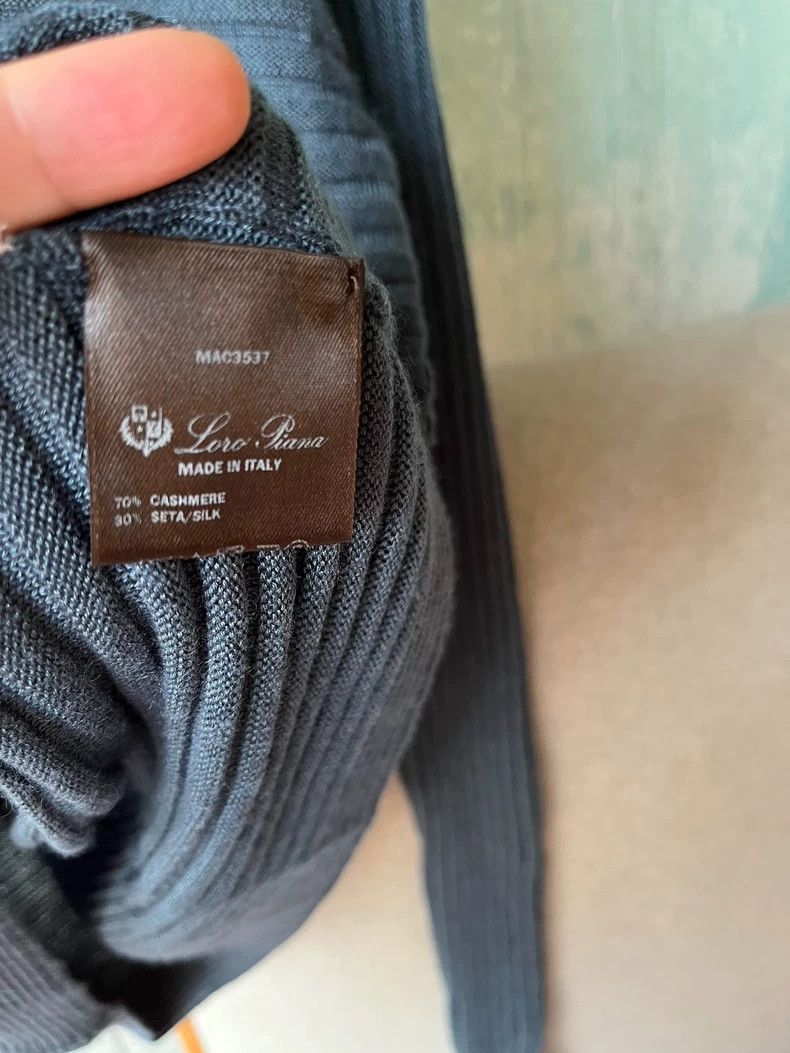 MAC3537
Loro Piana
MADE IN ITALY
70% CASHMERE
30% SETA/SILK